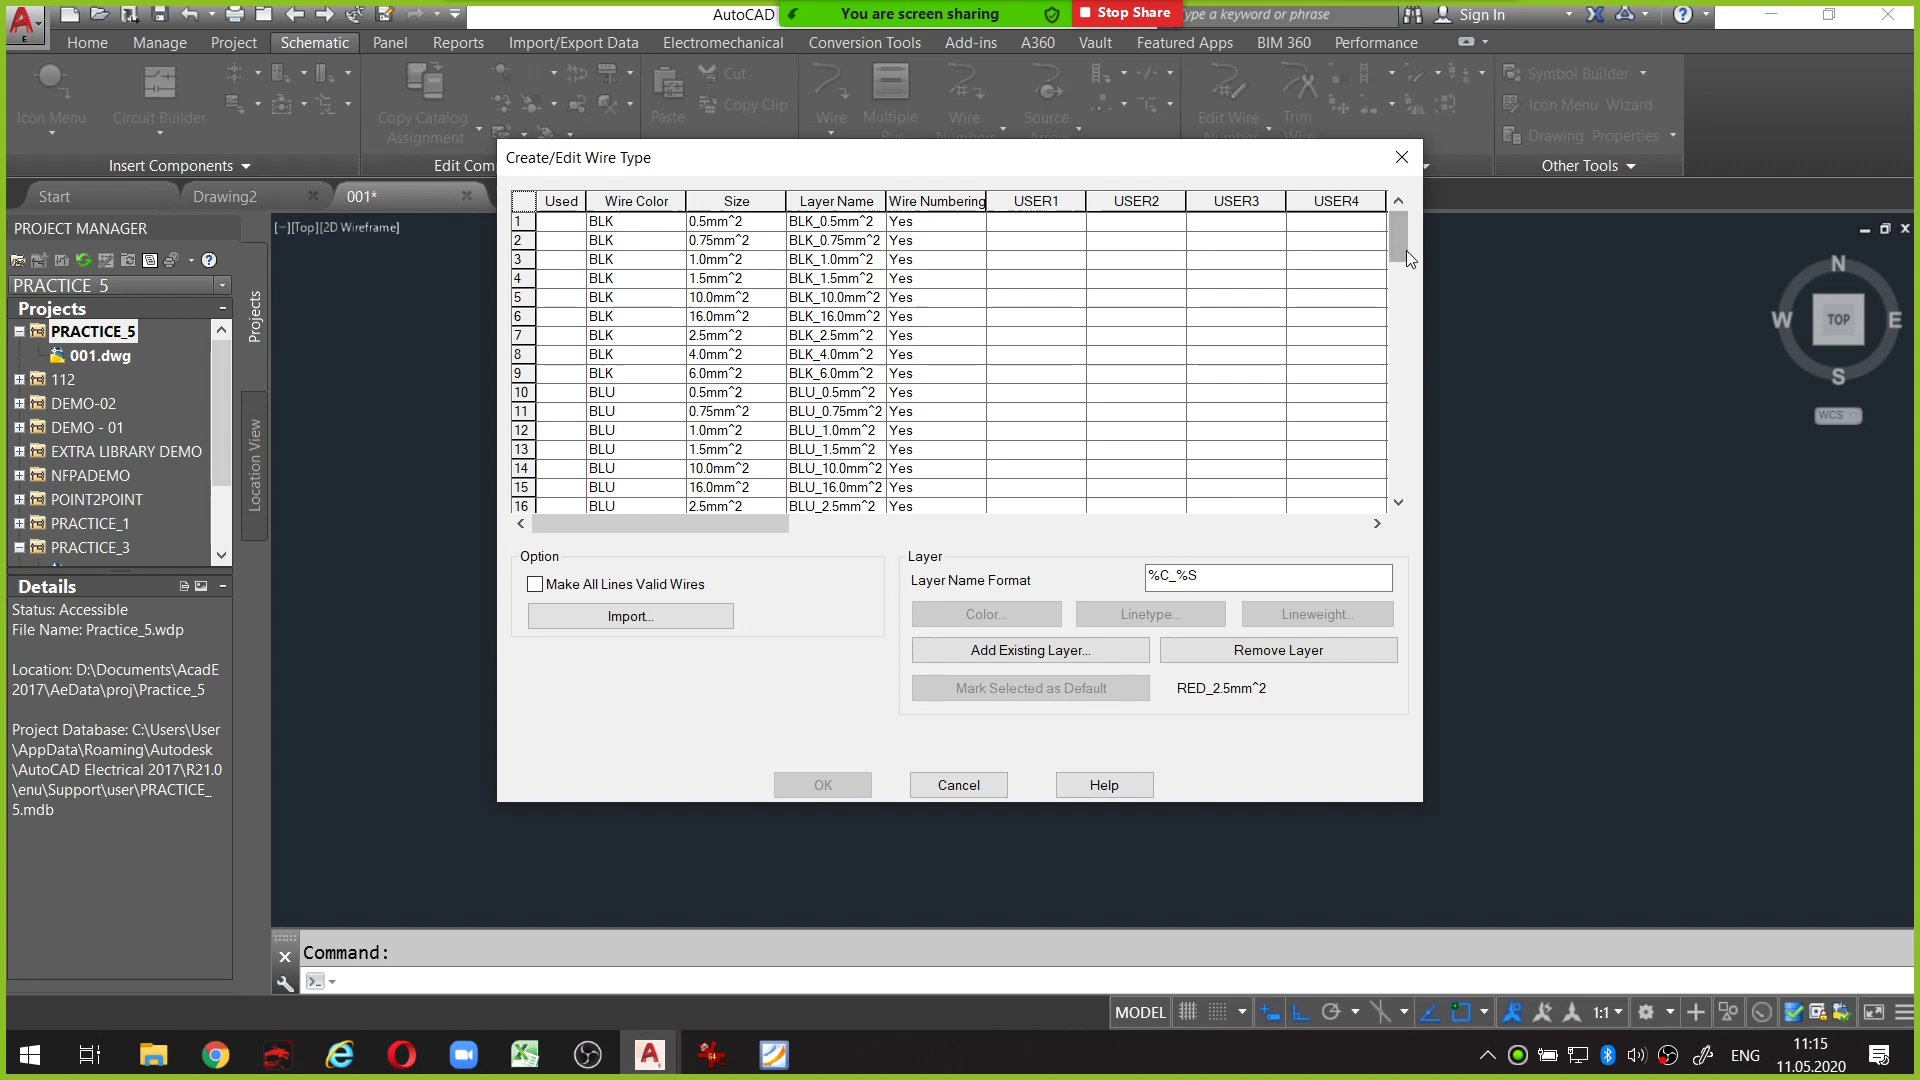 AutoCAD
You are screen sharing
Stop Share
Type a keyword or phrase
Sign In
E
Home
Manage
Project
Schematic
Panel
Reports
Import/Export Data
Electromechanical
Conversion Tools
Add-ins
A360
Vault
Featured Apps
BIM 360
Performance
Icon Menu
Circuit Builder
Copy Catalog
Assignment
Paste
Cut
Copy Clip
Wire
Multiple
Wire
Source
Edit Wire
Trim
Symbol Builder
Icon Menu Wizard
Drawing Properties
Insert Components
Edit Com
Other Tools
Start
Drawing2
001*
PROJECT MANAGER
PRACTICE_5
Projects
PRACTICE_5
001.dwg
112
DEMO-02
DEMO - 01
EXTRA LIBRARY DEMO
NFPADEMO
POINT2POINT
PRACTICE_1
PRACTICE_3
Projects
Location View
Details
Status: Accessible
File Name: Practice_5.wdp
Location: D:\Documents\AcadE
2017\AeData\proj\Practice_5
Project Database: C:\Users\User
\AppData\Roaming\Autodesk
\AutoCAD Electrical 2017\R21.0
\enu\Support\user\PRACTICE_
5.mdb
[−][Top][2D Wireframe]
N
W
TOP
E
S
WCS
Create/Edit Wire Type
Used Wire Color Size Layer Name Wire Numbering USER1 USER2 USER3 USER4
1 BLK 0.5mm^2 BLK_0.5mm^2 Yes
2 BLK 0.75mm^2 BLK_0.75mm^2 Yes
3 BLK 1.0mm^2 BLK_1.0mm^2 Yes
4 BLK 1.5mm^2 BLK_1.5mm^2 Yes
5 BLK 10.0mm^2 BLK_10.0mm^2 Yes
6 BLK 16.0mm^2 BLK_16.0mm^2 Yes
7 BLK 2.5mm^2 BLK_2.5mm^2 Yes
8 BLK 4.0mm^2 BLK_4.0mm^2 Yes
9 BLK 6.0mm^2 BLK_6.0mm^2 Yes
10 BLU 0.5mm^2 BLU_0.5mm^2 Yes
11 BLU 0.75mm^2 BLU_0.75mm^2 Yes
12 BLU 1.0mm^2 BLU_1.0mm^2 Yes
13 BLU 1.5mm^2 BLU_1.5mm^2 Yes
14 BLU 10.0mm^2 BLU_10.0mm^2 Yes
15 BLU 16.0mm^2 BLU_16.0mm^2 Yes
16 BLU 2.5mm^2 BLU_2.5mm^2 Yes
Option
Make All Lines Valid Wires
Import...
Layer
Layer Name Format
%C_%S
Color...
Linetype...
Lineweight...
Add Existing Layer...
Remove Layer
Mark Selected as Default
RED_2.5mm^2
OK
Cancel
Help
Command:
MODEL
1:1
ENG
11:15
11.05.2020